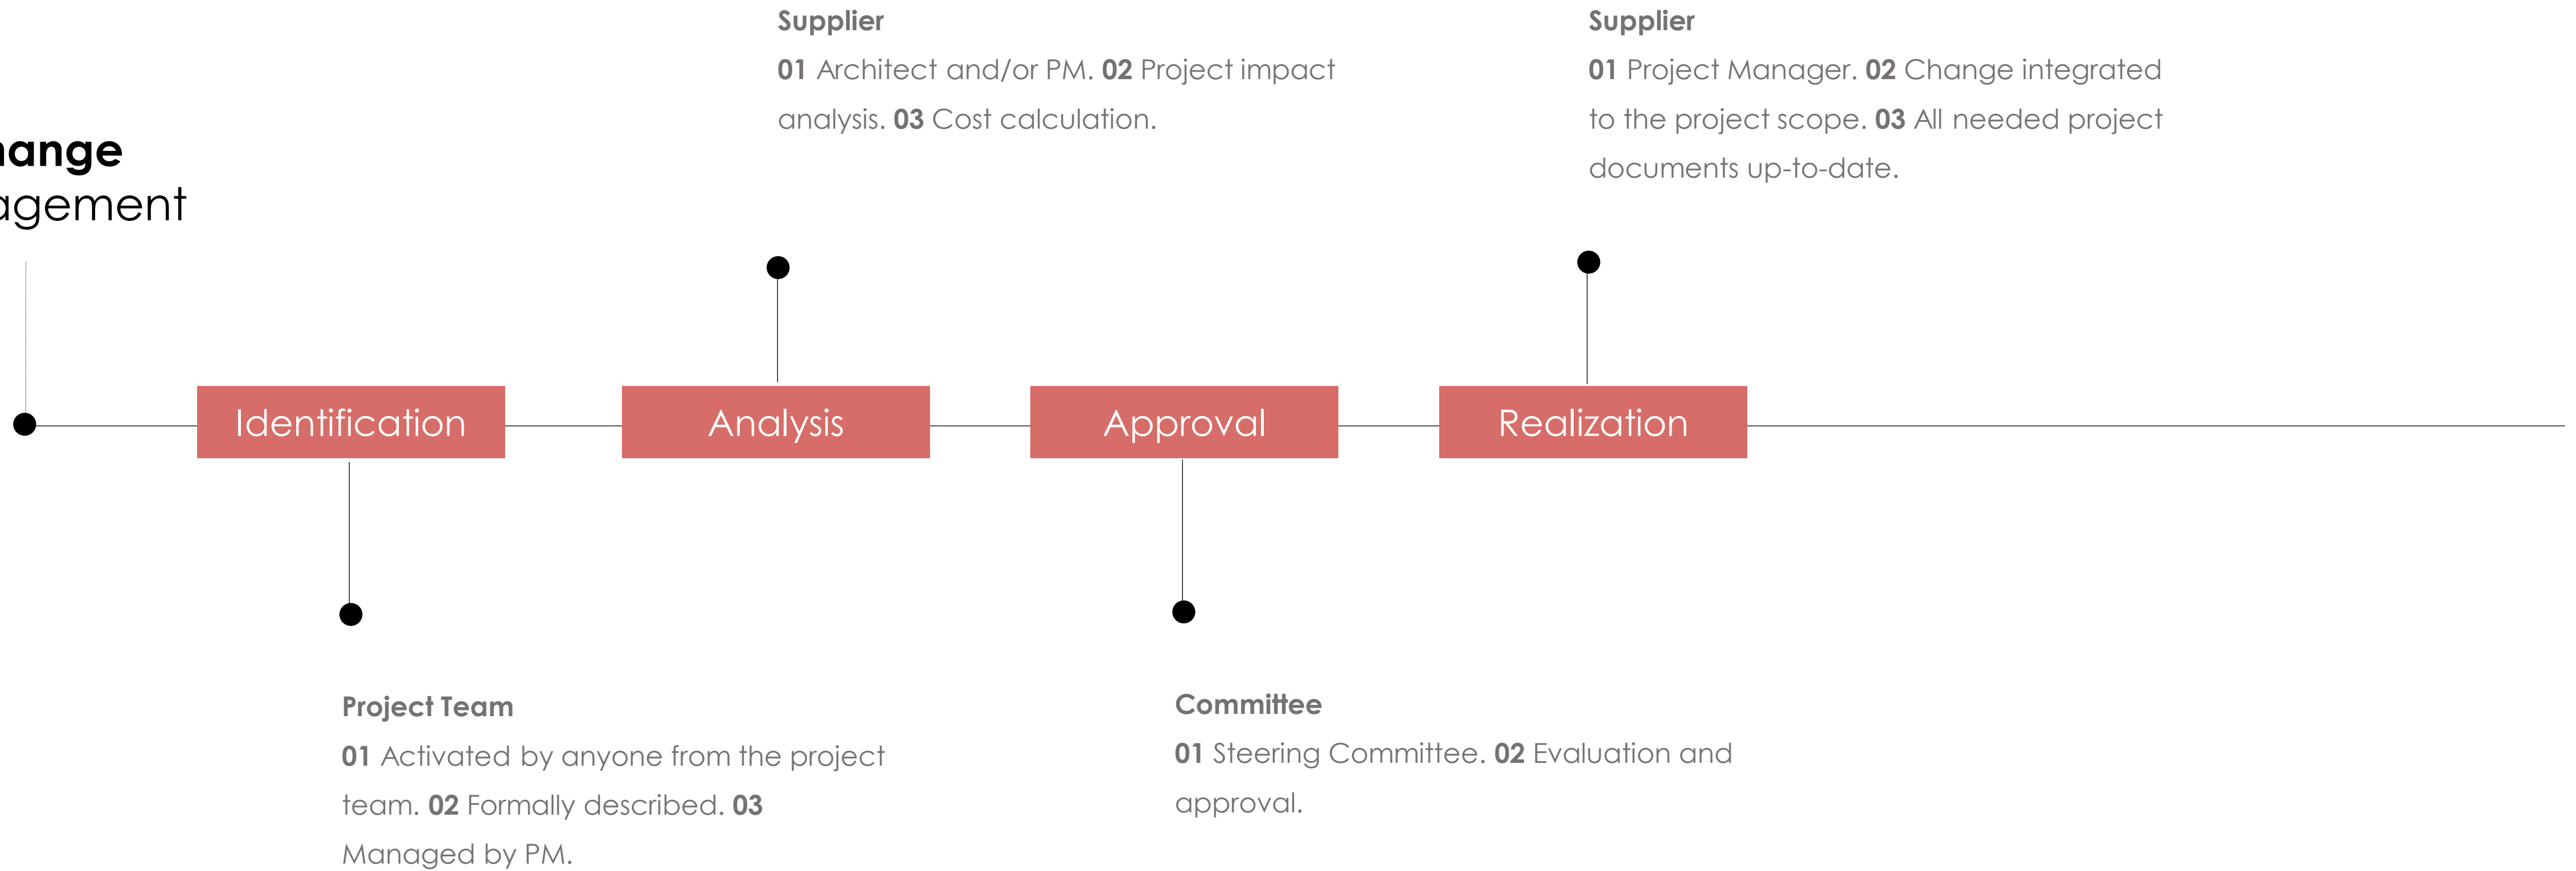 hange
agement
Supplier
01 Architect and/or PM. 02 Project impact
analysis. 03 Cost calculation.
Supplier
01 Project Manager. 02 Change integrated
to the project scope. 03 All needed project
documents up-to-date.
Identification
Analysis
Approval
Realization
Project Team
01 Activated by anyone from the project
team. 02 Formally described. 03
Managed by PM.
Committee
01 Steering Committee. 02 Evaluation and
approval.